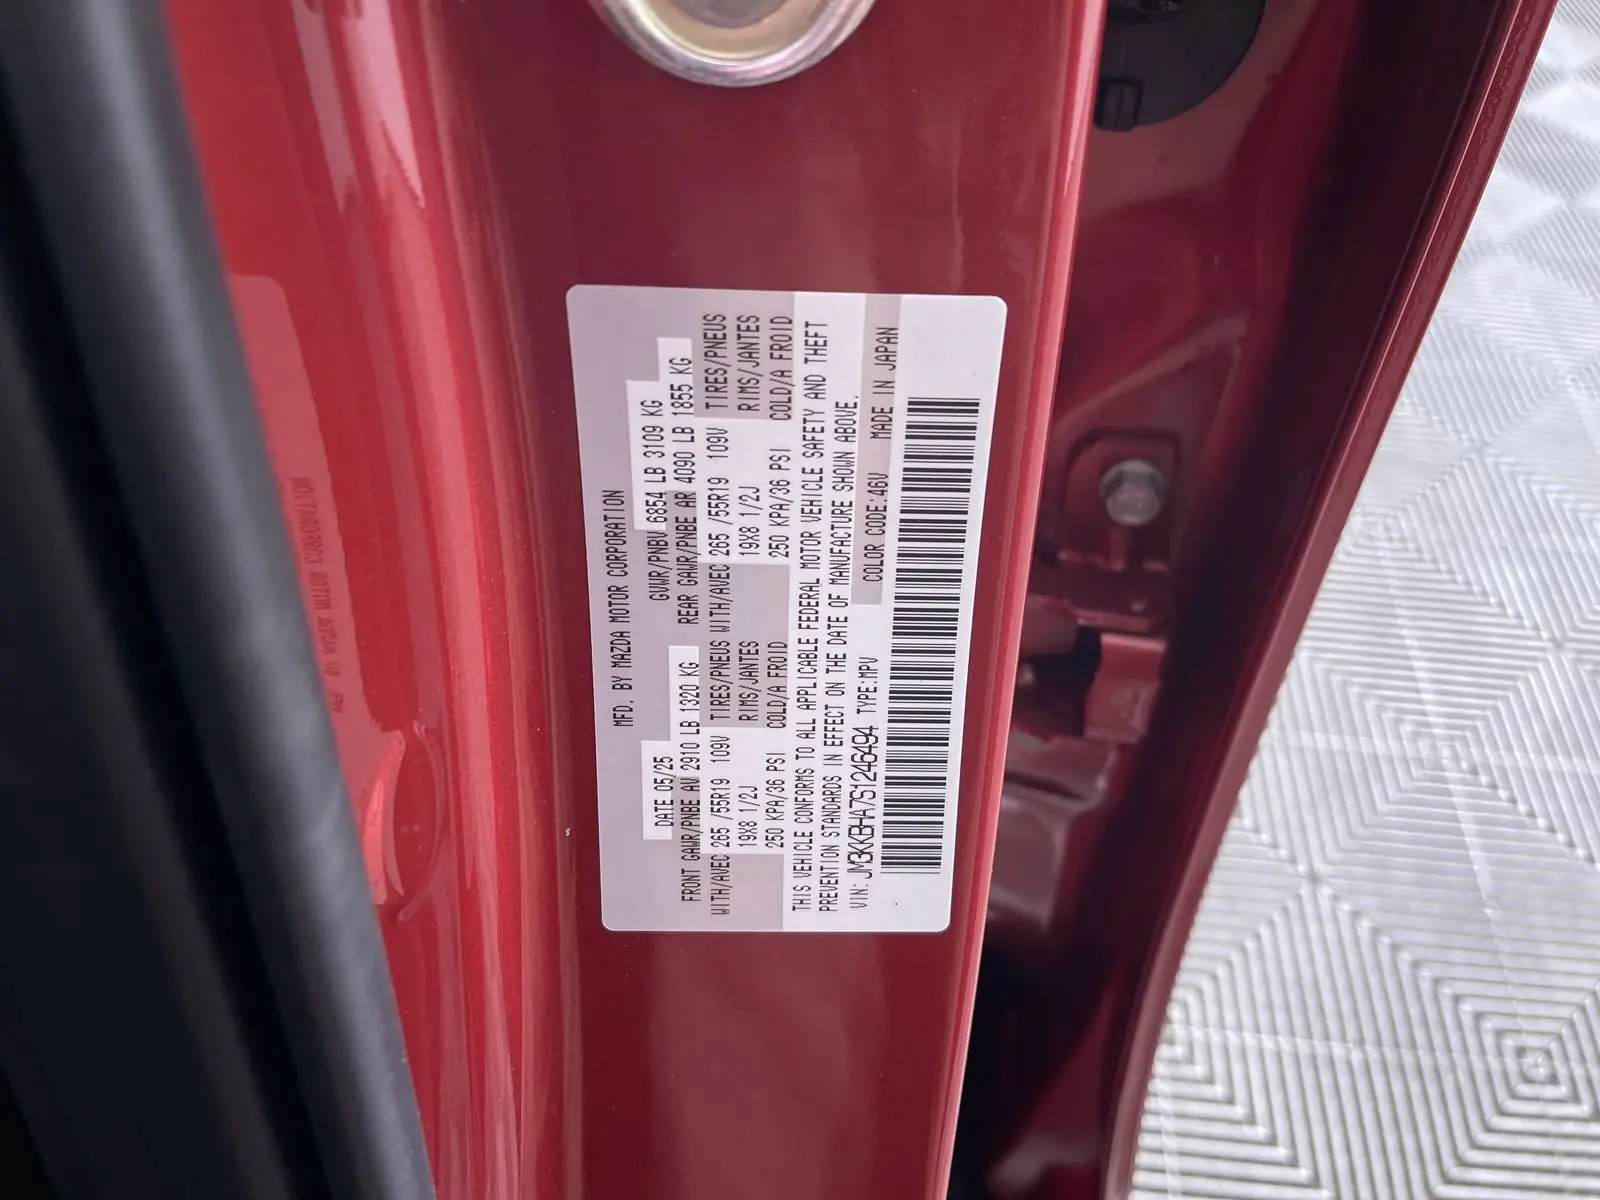 MFD. BY MAZDA MOTOR CORPORATION
DATE 05/25 GVWR/PNBV 6854 LB 3109 KG
FRONT GAWR/PNBE AV 2910 LB 1320 KG REAR GAWR/PNBE AR 4090 LB 1855 KG
WITH/AVEC 265 /55R19 109V TIRES/PNEUS WITH/AVEC 265 /55R19 109V TIRES/PNEUS
19X8 1/2J RIMS/JANTES 19X8 1/2J RIMS/JANTES
250 KPA/36 PSI COLD/A FROID 250 KPA/36 PSI COLD/A FROID
THIS VEHICLE CONFORMS TO ALL APPLICABLE FEDERAL MOTOR VEHICLE SAFETY AND THEFT
PREVENTION STANDARDS IN EFFECT ON THE DATE OF MANUFACTURE SHOWN ABOVE.
VIN: JM3KKBHA7S1246494 TYPE:MPV COLOR CODE:46V MADE IN JAPAN